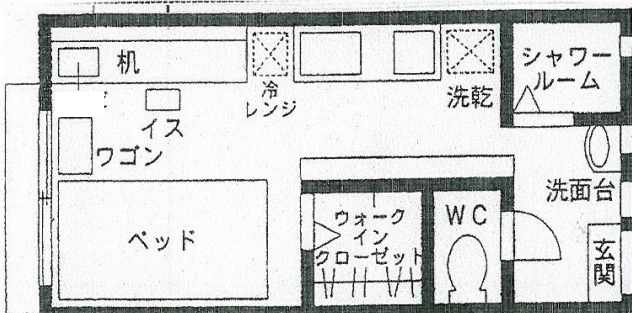 机
イス
ワゴン
ベッド
冷
レンジ
洗乾
シャワー
ルーム
洗面台
ウォーク
イン
クローゼット
WC
玄
関